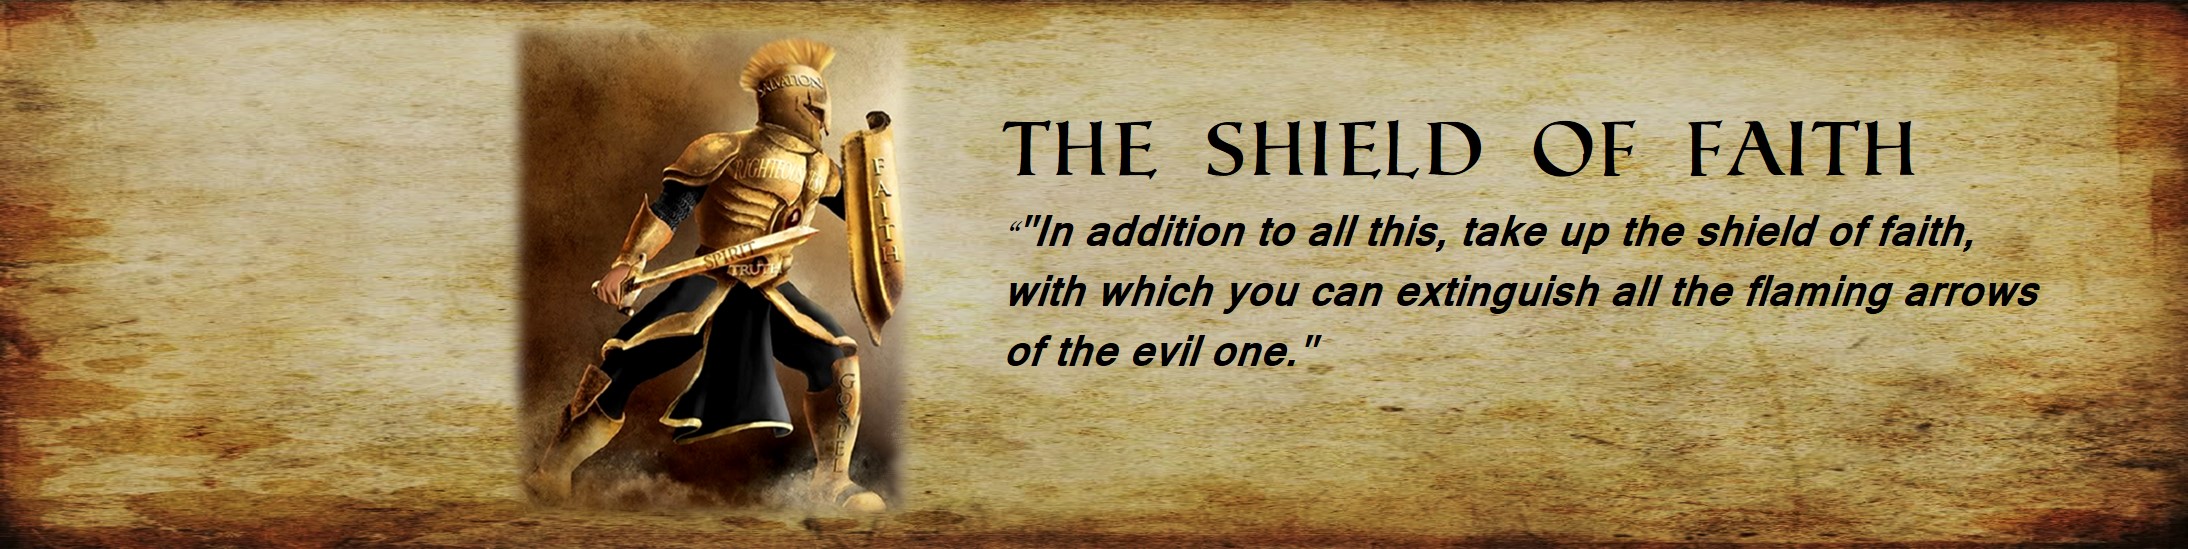 SALVATION
RIGHTEOUSNESS
FAITH
SPIRIT
TRUTH
GOSPEL
THE SHIELD OF FAITH
“"In addition to all this, take up the shield of faith,
with which you can extinguish all the flaming arrows
of the evil one."